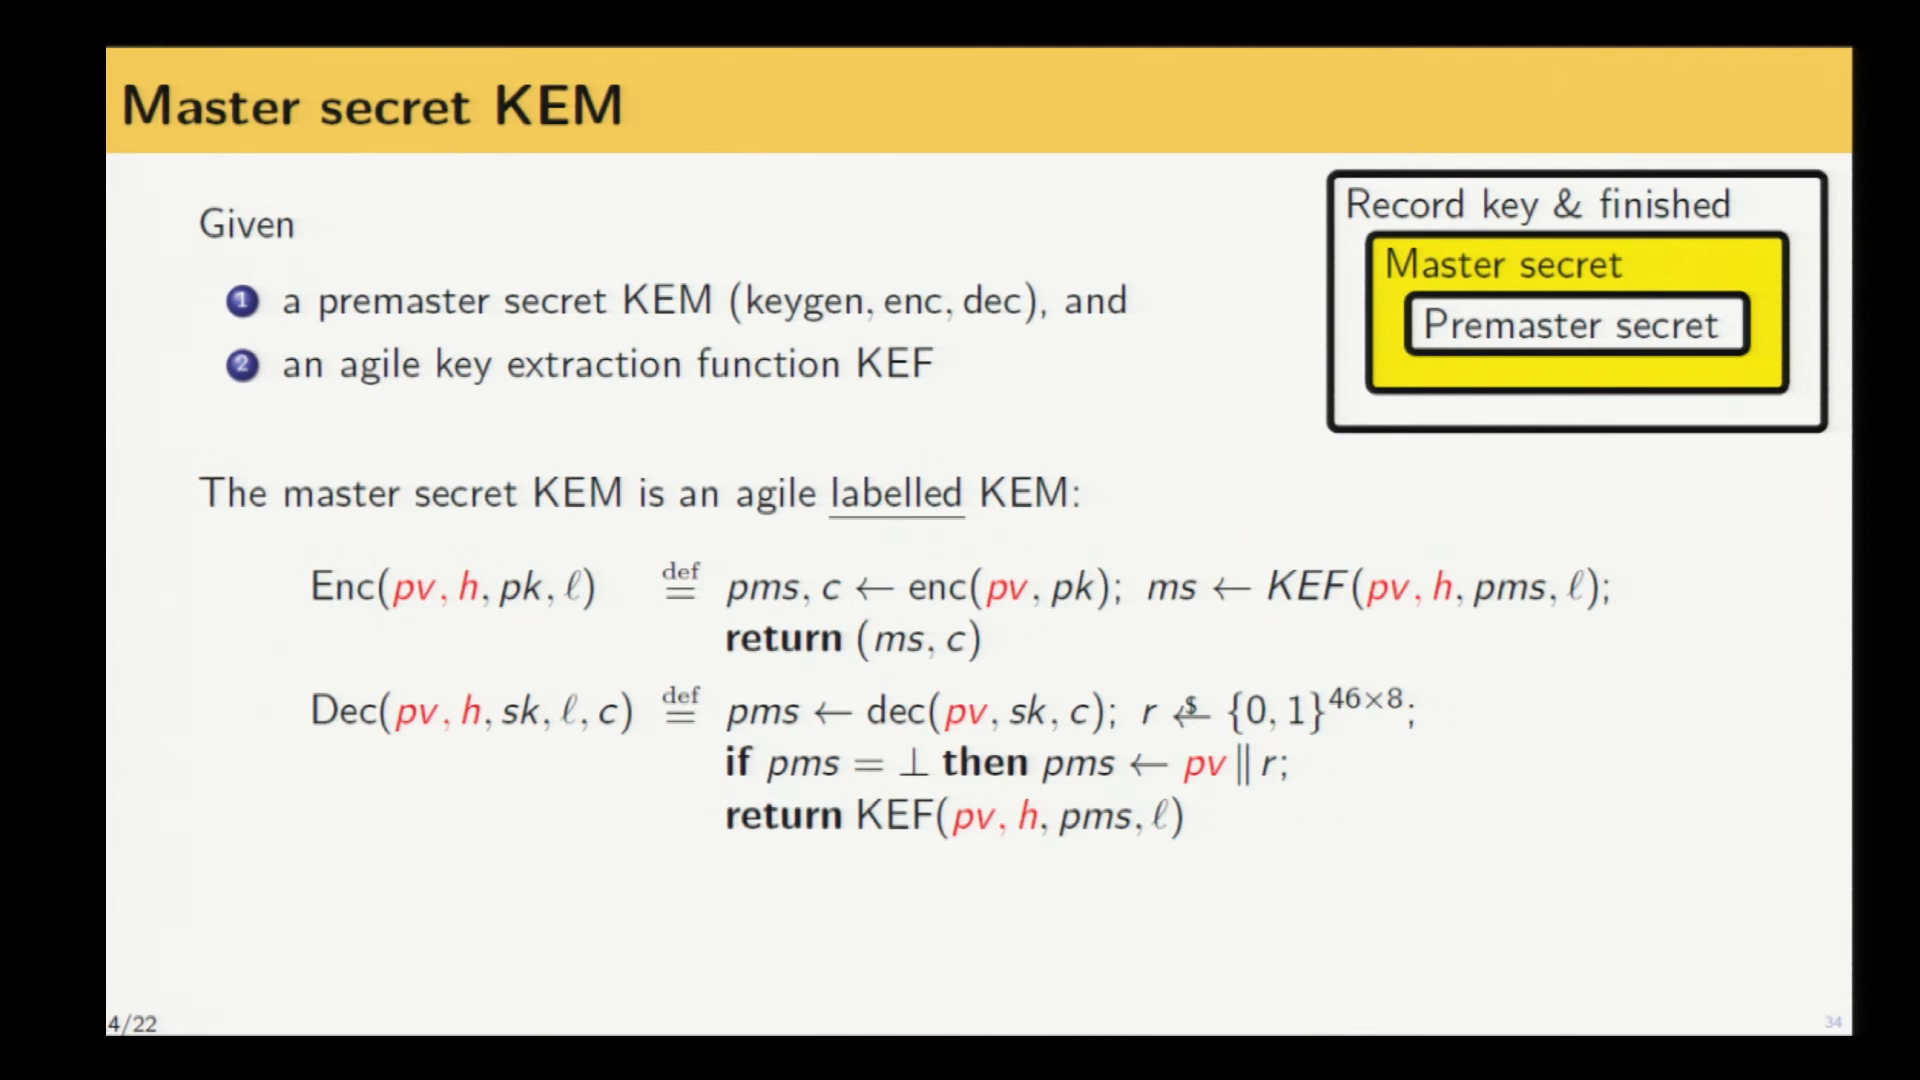 Master secret KEM
Given
1 a premaster secret KEM (keygen, enc, dec), and
2 an agile key extraction function KEF
Record key & finished
Master secret
Premaster secret
The master secret KEM is an agile labelled KEM:
Enc(pv, h, pk, ℓ) def= pms, c ← enc(pv, pk); ms ← KEF(pv, h, pms, ℓ);
return (ms, c)
Dec(pv, h, sk, ℓ, c) def= pms ← dec(pv, sk, c); r ←$ {0, 1}^46×8;
if pms = ⊥ then pms ← pv ∥ r;
return KEF(pv, h, pms, ℓ)
4/22
34